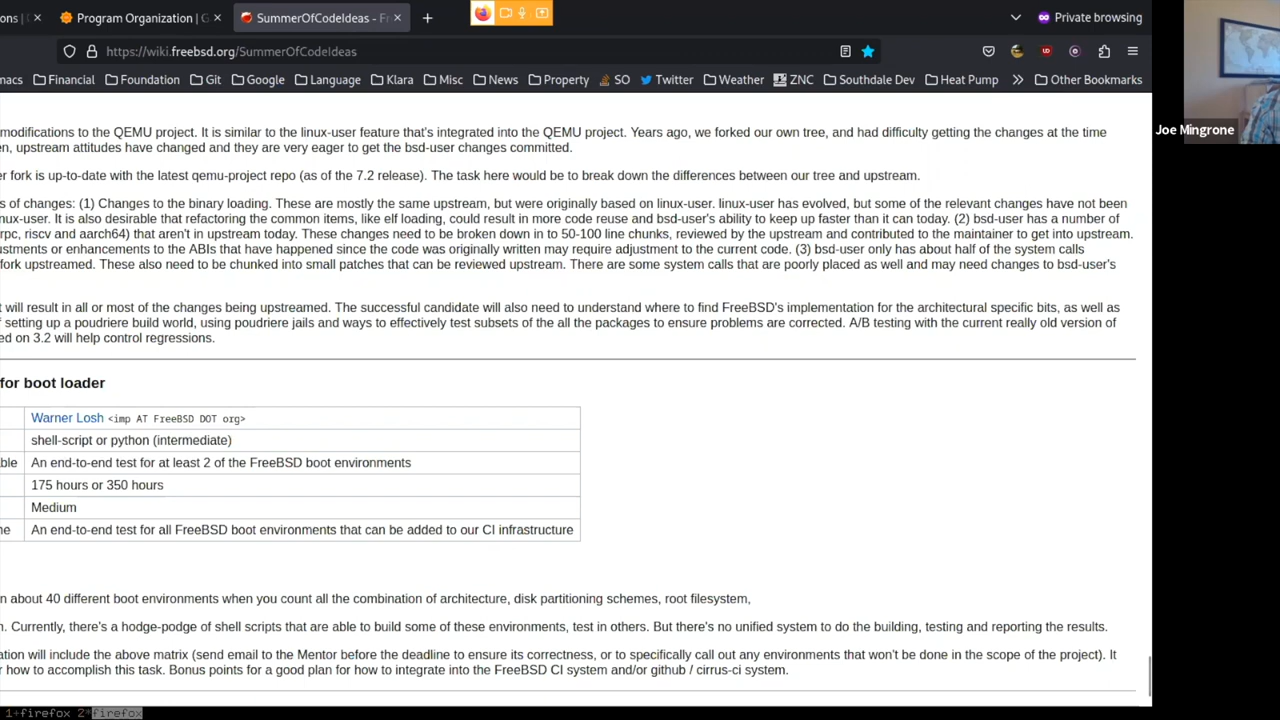 ons |
Program Organization | G
SummerOfCodeIdeas - Fr
Private browsing
https://wiki.freebsd.org/SummerOfCodeIdeas
macs
Financial
Foundation
Git
Google
Language
Klara
Misc
News
Property
SO
Twitter
Weather
ZNC
Southdale Dev
Heat Pump
Other Bookmarks
Joe Mingrone
modifications to the QEMU project. It is similar to the linux-user feature that's integrated into the QEMU project. Years ago, we forked our own tree, and had difficulty getting the changes at the time
en, upstream attitudes have changed and they are very eager to get the bsd-user changes committed.
er fork is up-to-date with the latest qemu-project repo (as of the 7.2 release). The task here would be to break down the differences between our tree and upstream.
s of changes: (1) Changes to the binary loading. These are mostly the same upstream, but were originally based on linux-user. linux-user has evolved, but some of the relevant changes have not been
nux-user. It is also desirable that refactoring the common items, like elf loading, could result in more code reuse and bsd-user's ability to keep up faster than it can today. (2) bsd-user has a number of
rpc, riscv and aarch64) that aren't in upstream today. These changes need to be broken down in to 50-100 line chunks, reviewed by the upstream and contributed to the maintainer to get into upstream.
ustments or enhancements to the ABIs that have happened since the code was originally written may require adjustment to the current code. (3) bsd-user only has about half of the system calls
fork upstreamed. These also need to be chunked into small patches that can be reviewed upstream. There are some system calls that are poorly placed as well and may need changes to bsd-user's
t will result in all or most of the changes being upstreamed. The successful candidate will also need to understand where to find FreeBSD's implementation for the architectural specific bits, as well as
f setting up a poudriere build world, using poudriere jails and ways to effectively test subsets of the all the packages to ensure problems are corrected. A/B testing with the current really old version of
ed on 3.2 will help control regressions.
for boot loader
Warner Losh <imp AT FreeBSD DOT org>
shell-script or python (intermediate)
ble An end-to-end test for at least 2 of the FreeBSD boot environments
175 hours or 350 hours
Medium
ne An end-to-end test for all FreeBSD boot environments that can be added to our CI infrastructure
n about 40 different boot environments when you count all the combination of architecture, disk partitioning schemes, root filesystem,
n. Currently, there's a hodge-podge of shell scripts that are able to build some of these environments, test in others. But there's no unified system to do the building, testing and reporting the results.
ation will include the above matrix (send email to the Mentor before the deadline to ensure its correctness, or to specifically call out any environments that won't be done in the scope of the project). It
r how to accomplish this task. Bonus points for a good plan for how to integrate into the FreeBSD CI system and/or github / cirrus-ci system.
1+firefox 2*firefox